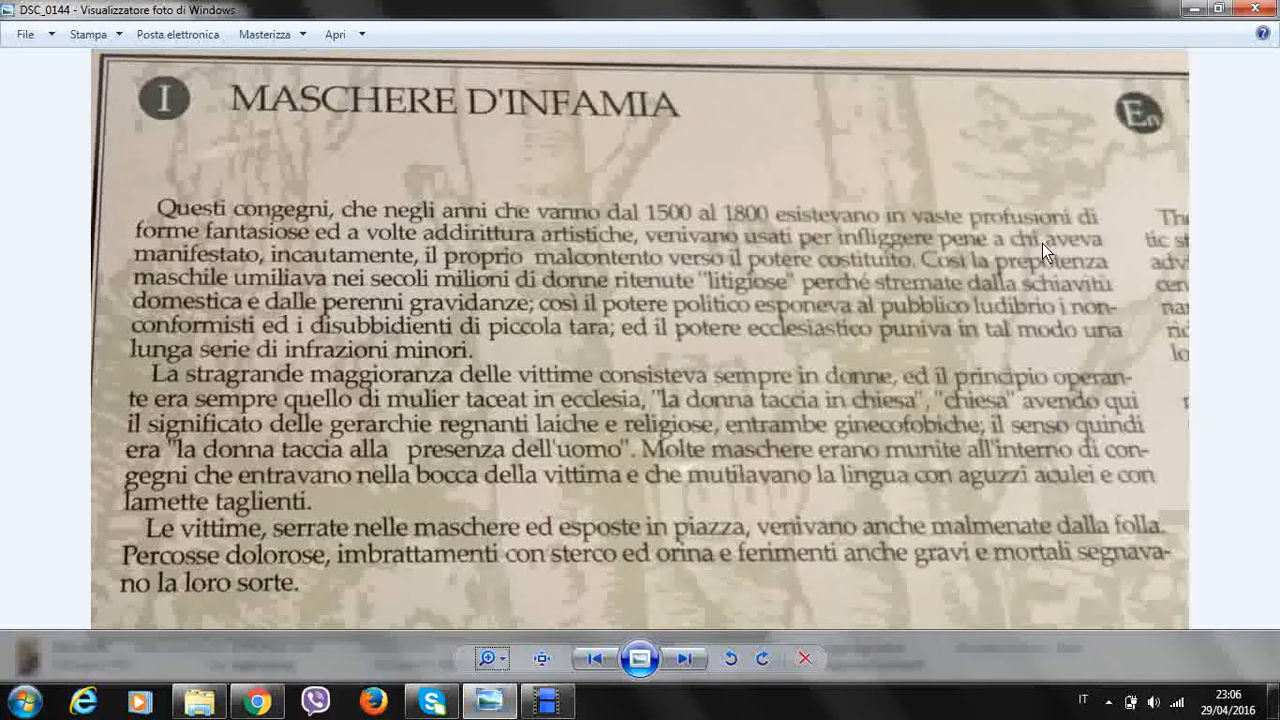 DSC_0144 - Visualizzatore foto di Windows
File Stampa Posta elettronica Masterizza Apri
I MASCHERE D'INFAMIA En
Questi congegni, che negli anni che vanno dal 1500 al 1800 esistevano in vaste profusioni di
forme fantasiose ed a volte addirittura artistiche, venivano usati per infliggere pene a chi aveva
manifestato, incautamente, il proprio malcontento verso il potere costituito. Così la prepotenza
maschile umiliava nei secoli milioni di donne ritenute "litigiose" perché stremate dalla schiavitù
domestica e dalle perenni gravidanze; così il potere politico esponeva al pubblico ludibrio i non-
conformisti ed i disubbidienti di piccola tara; ed il potere ecclesiastico puniva in tal modo una
lunga serie di infrazioni minori.
La stragrande maggioranza delle vittime consisteva sempre in donne, ed il principio operan-
te era sempre quello di mulier taceat in ecclesia, "la donna taccia in chiesa", "chiesa" avendo qui
il significato delle gerarchie regnanti laiche e religiose, entrambe ginecofobiche; il senso quindi
era "la donna taccia alla presenza dell'uomo". Molte maschere erano munite all'interno di con-
gegni che entravano nella bocca della vittima e che mutilavano la lingua con aguzzi aculei e con
lamette taglienti.
Le vittime, serrate nelle maschere ed esposte in piazza, venivano anche malmenate dalla folla.
Percosse dolorose, imbrattamenti con sterco ed orina e ferimenti anche gravi e mortali segnava-
no la loro sorte.
IT
23:06
29/04/2016